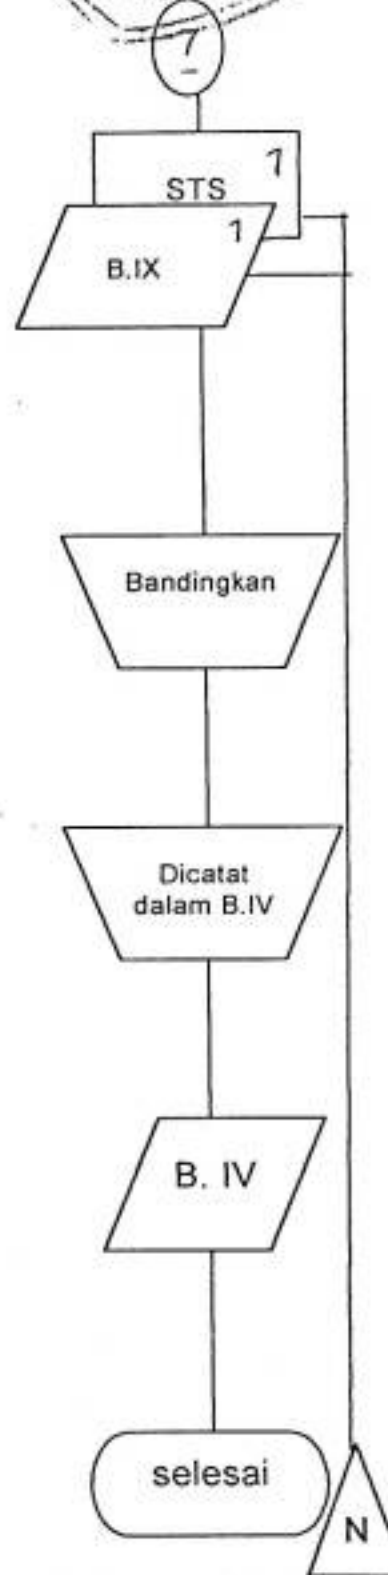 7
STS 1
B.IX 1
Bandingkan
Dicatat
dalam B.IV
B. IV
selesai
N